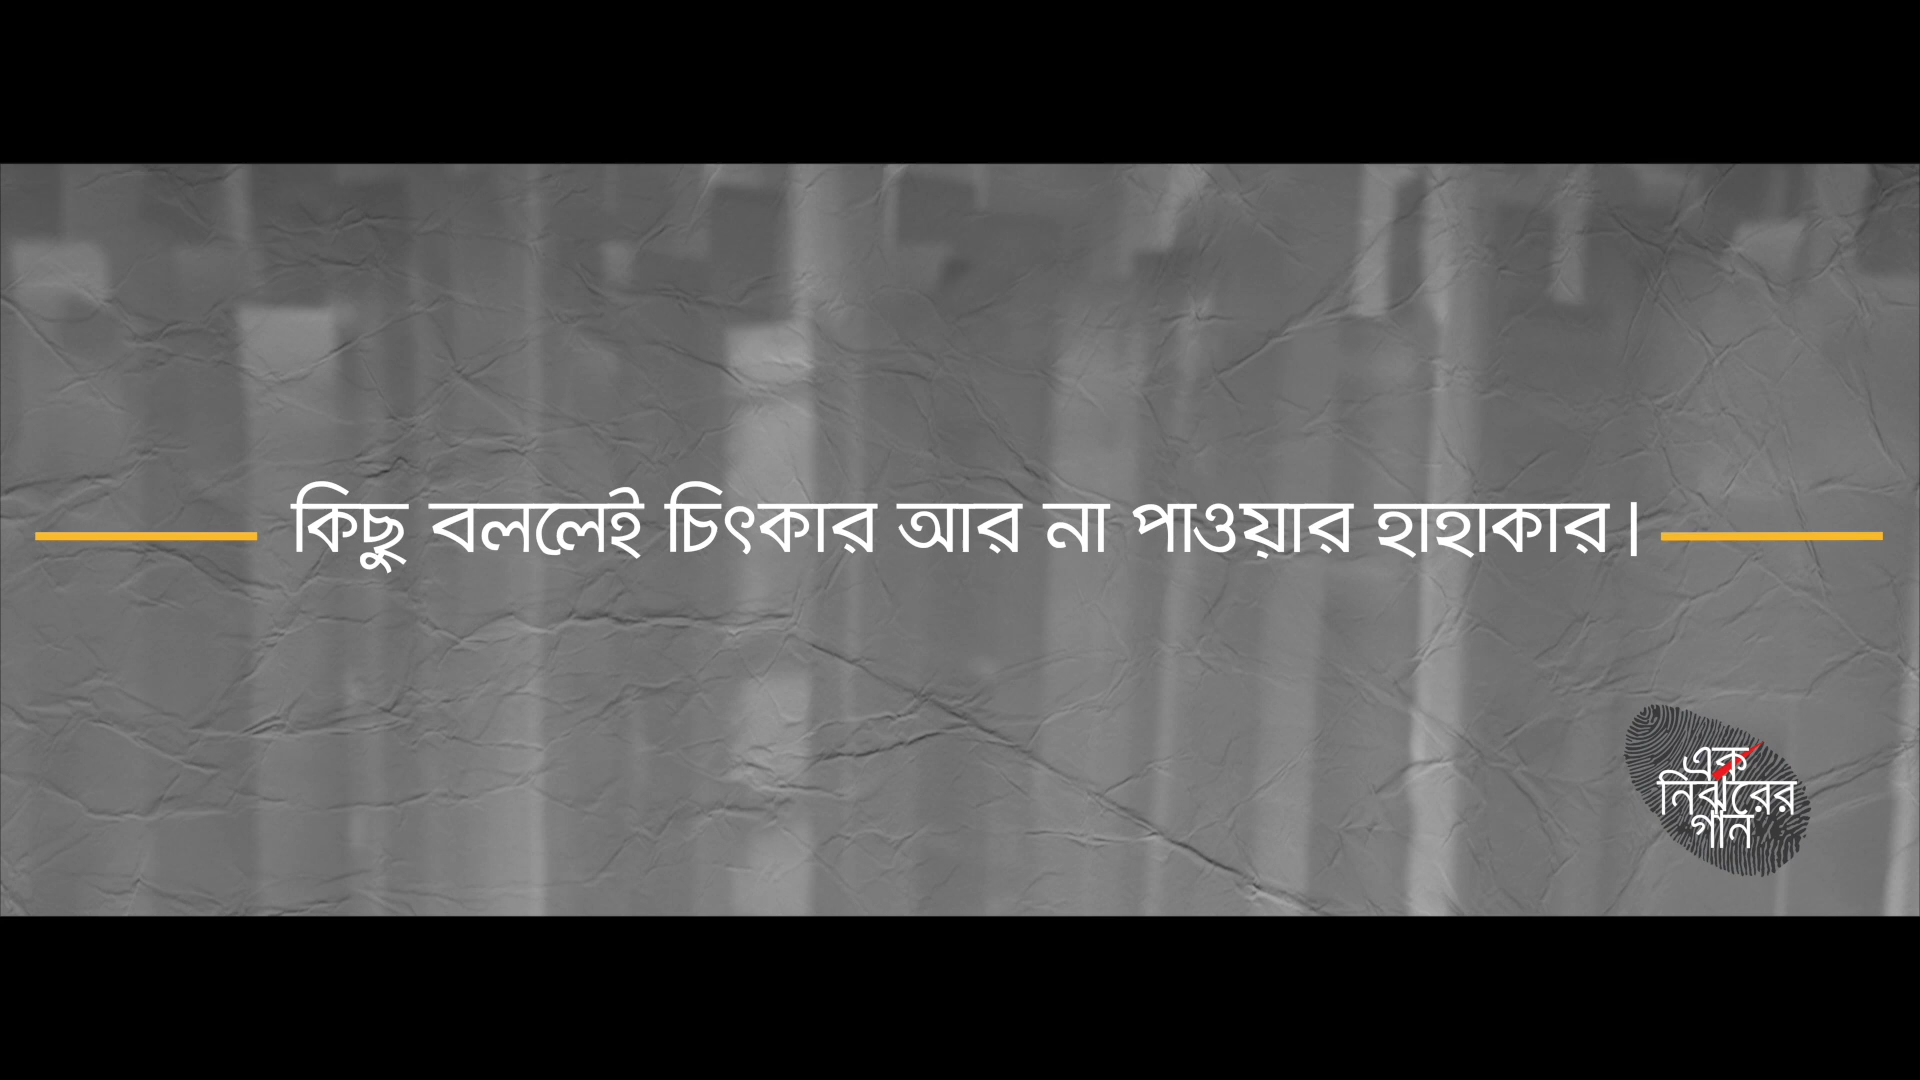 কিছু বললেই চিৎকার আর না পাওয়ার হাহাকার।
এক
নির্ঝরের
গান